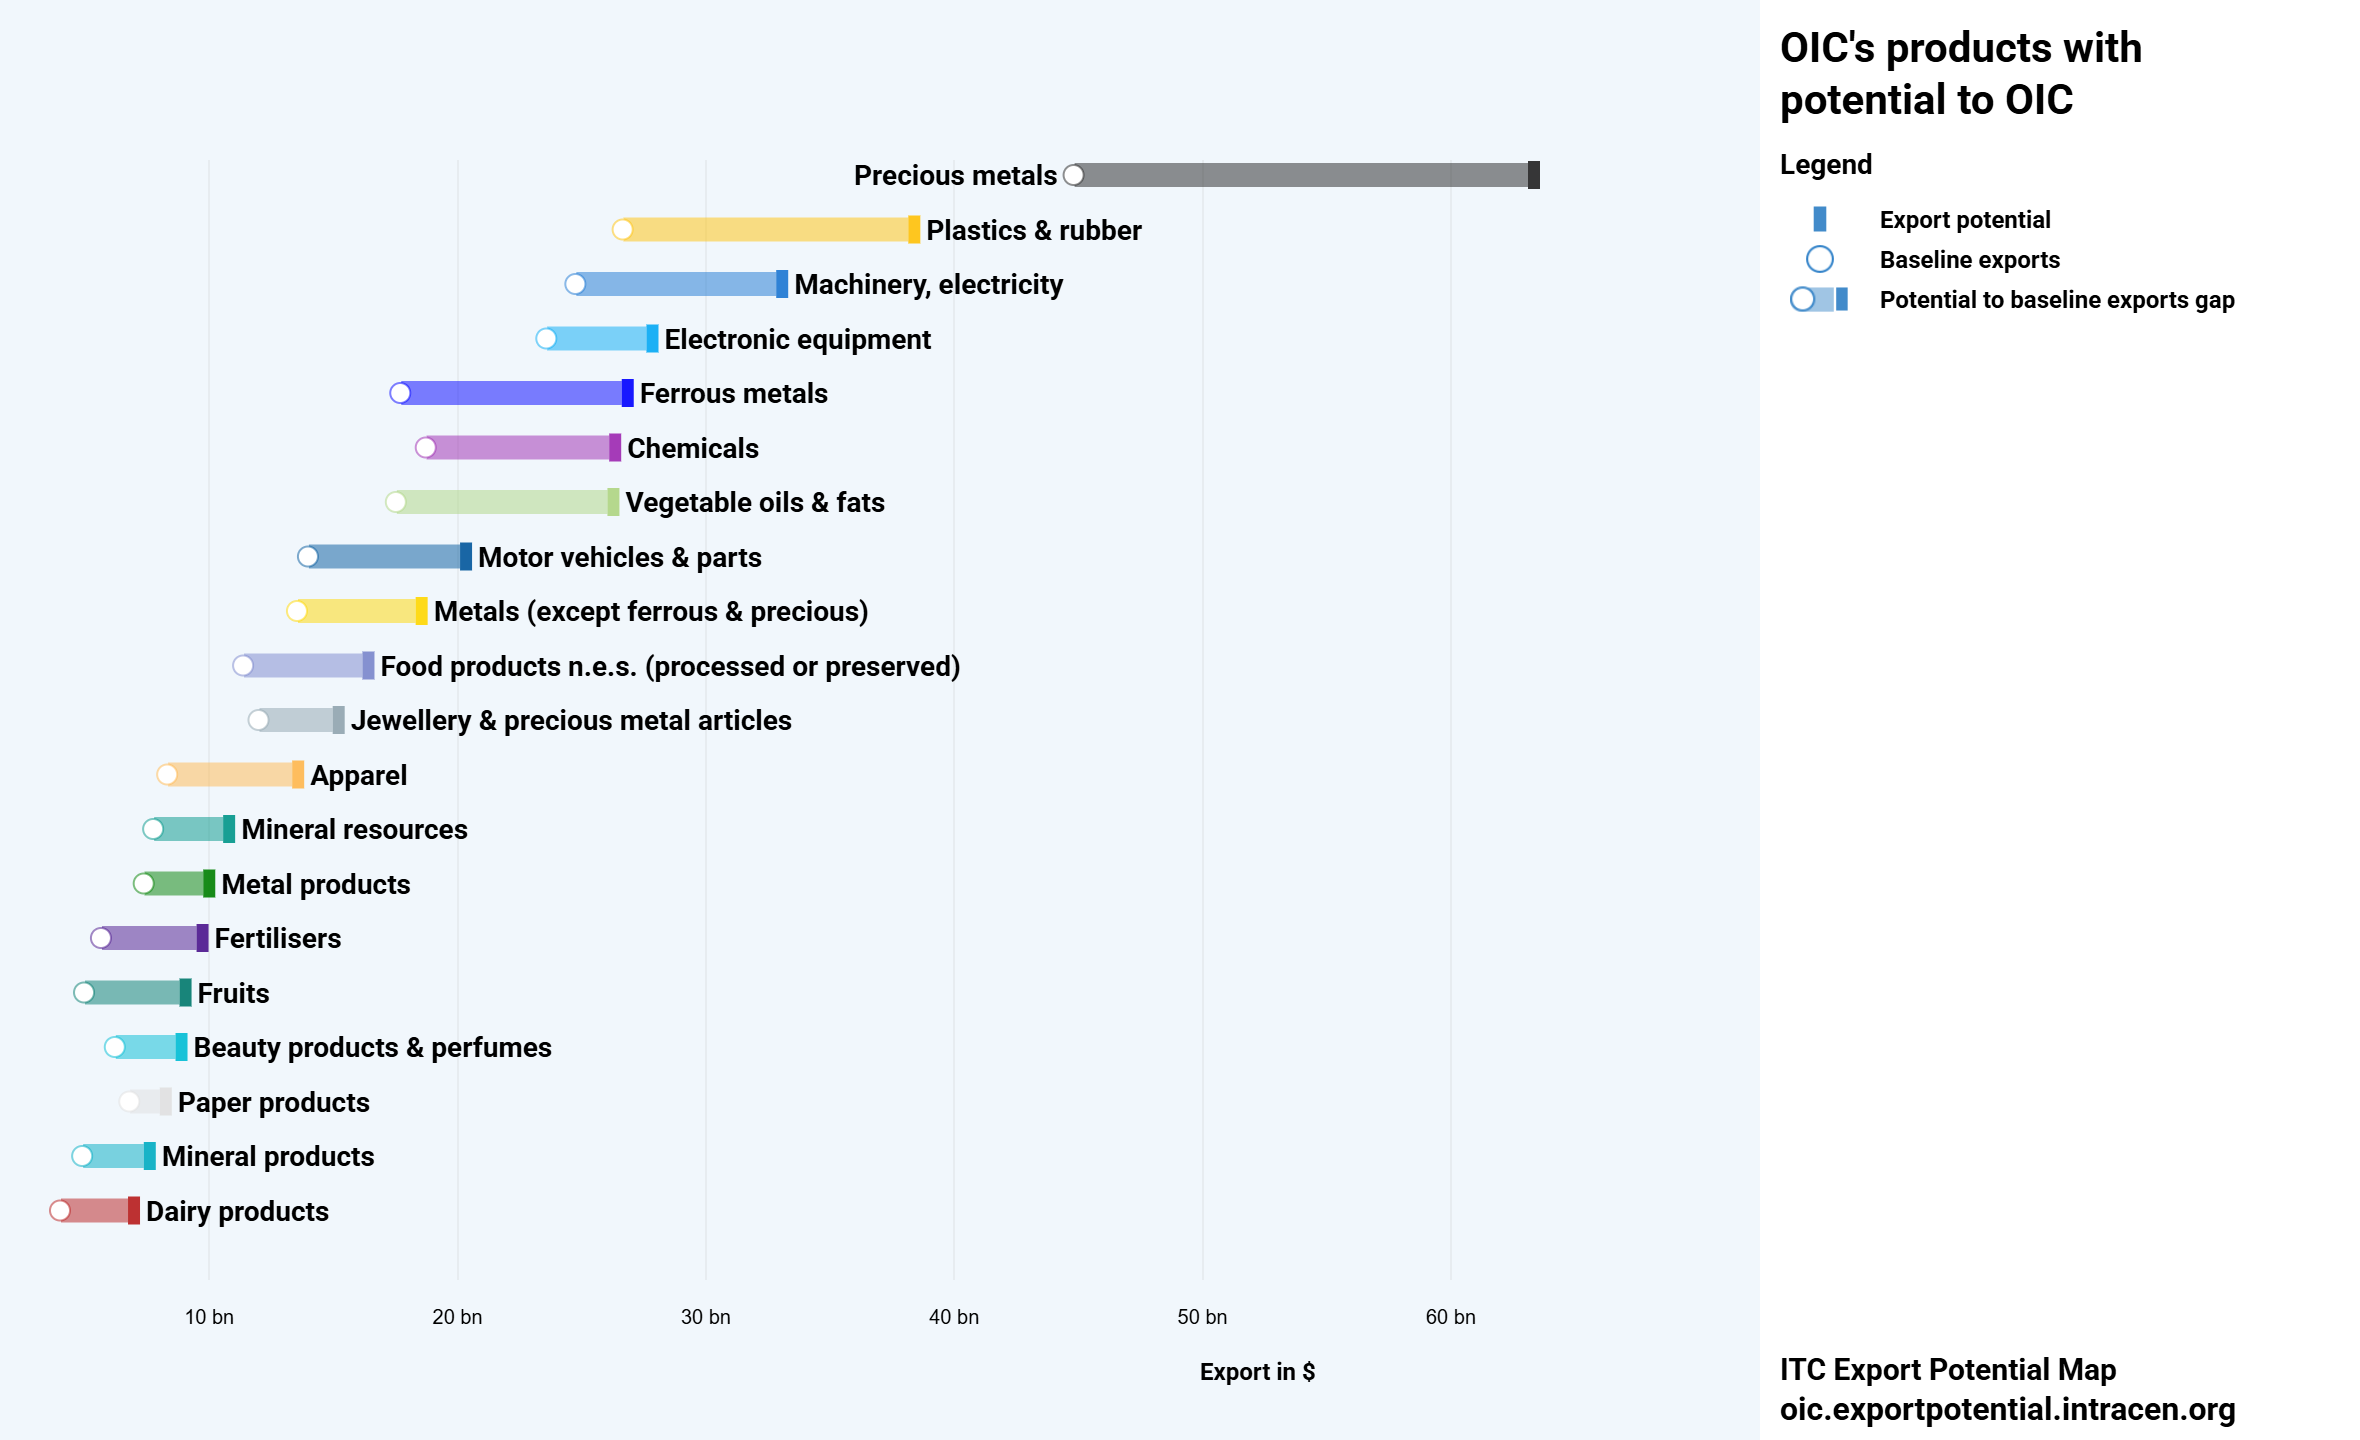 OIC's products with
potential to OIC
Legend
Export potential
Baseline exports
Potential to baseline exports gap
Precious metals
Plastics & rubber
Machinery, electricity
Electronic equipment
Ferrous metals
Chemicals
Vegetable oils & fats
Motor vehicles & parts
Metals (except ferrous & precious)
Food products n.e.s. (processed or preserved)
Jewellery & precious metal articles
Apparel
Mineral resources
Metal products
Fertilisers
Fruits
Beauty products & perfumes
Paper products
Mineral products
Dairy products
10 bn 20 bn 30 bn 40 bn 50 bn 60 bn
Export in $
ITC Export Potential Map
oic.exportpotential.intracen.org